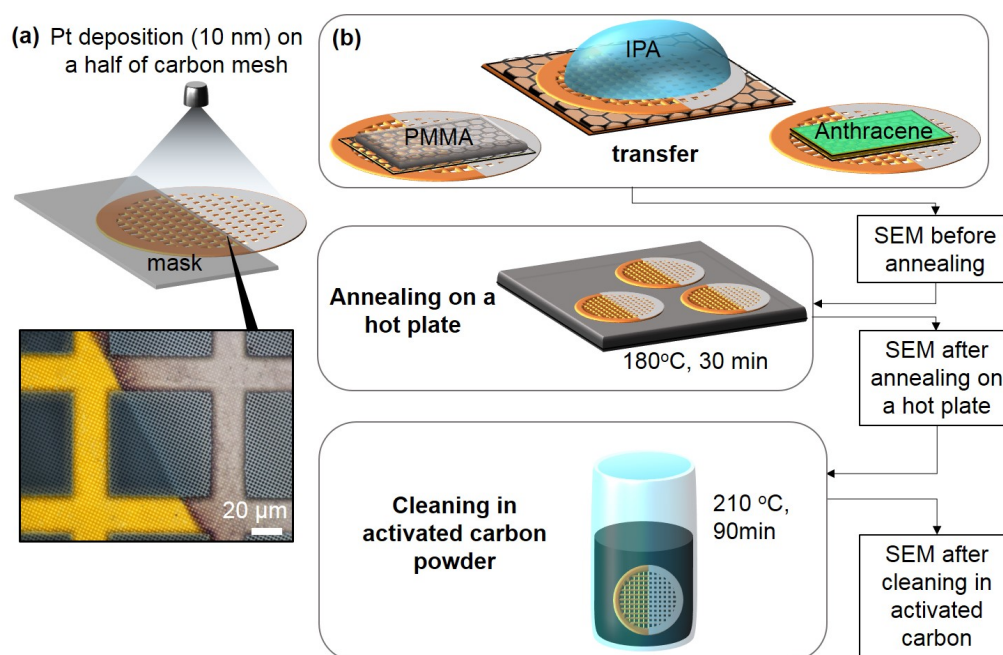 (a) Pt deposition (10 nm) on
a half of carbon mesh
mask
20 µm
(b)
IPA
PMMA
Anthracene
transfer
SEM before
annealing
Annealing on a
hot plate
180°C, 30 min
SEM after
annealing on
a hot plate
Cleaning in
activated carbon
powder
210 °C,
90min
SEM after
cleaning in
activated
carbon